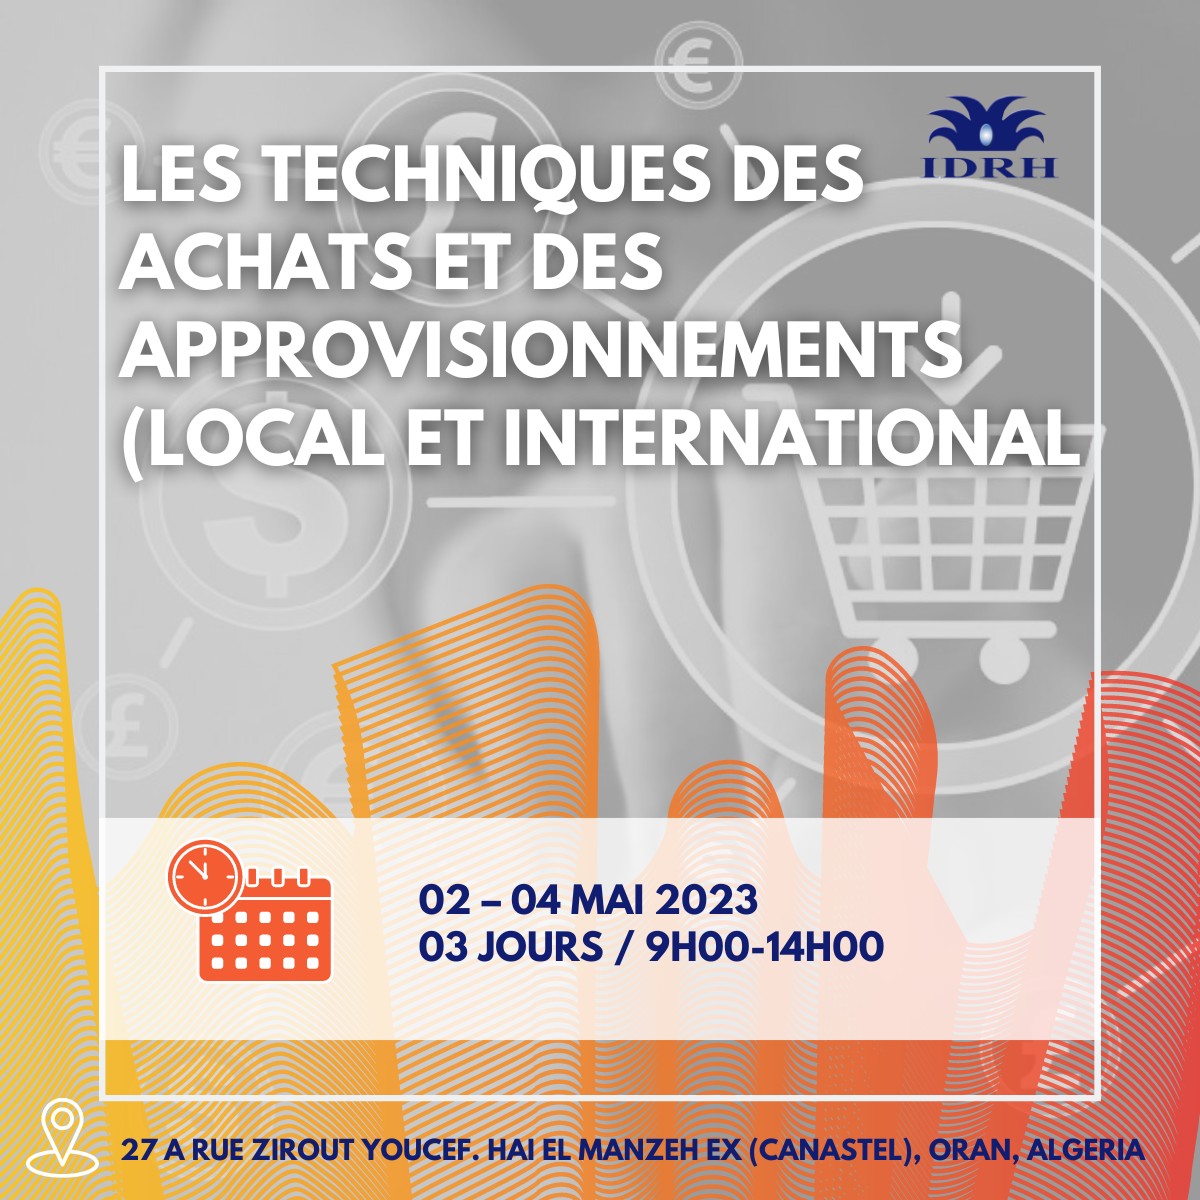 IDRH
LES TECHNIQUES DES
ACHATS ET DES
APPROVISIONNEMENTS
(LOCAL ET INTERNATIONAL
02 – 04 MAI 2023
03 JOURS / 9H00-14H00
27 A RUE ZIROUT YOUCEF. HAI EL MANZEH EX (CANASTEL), ORAN, ALGERIA